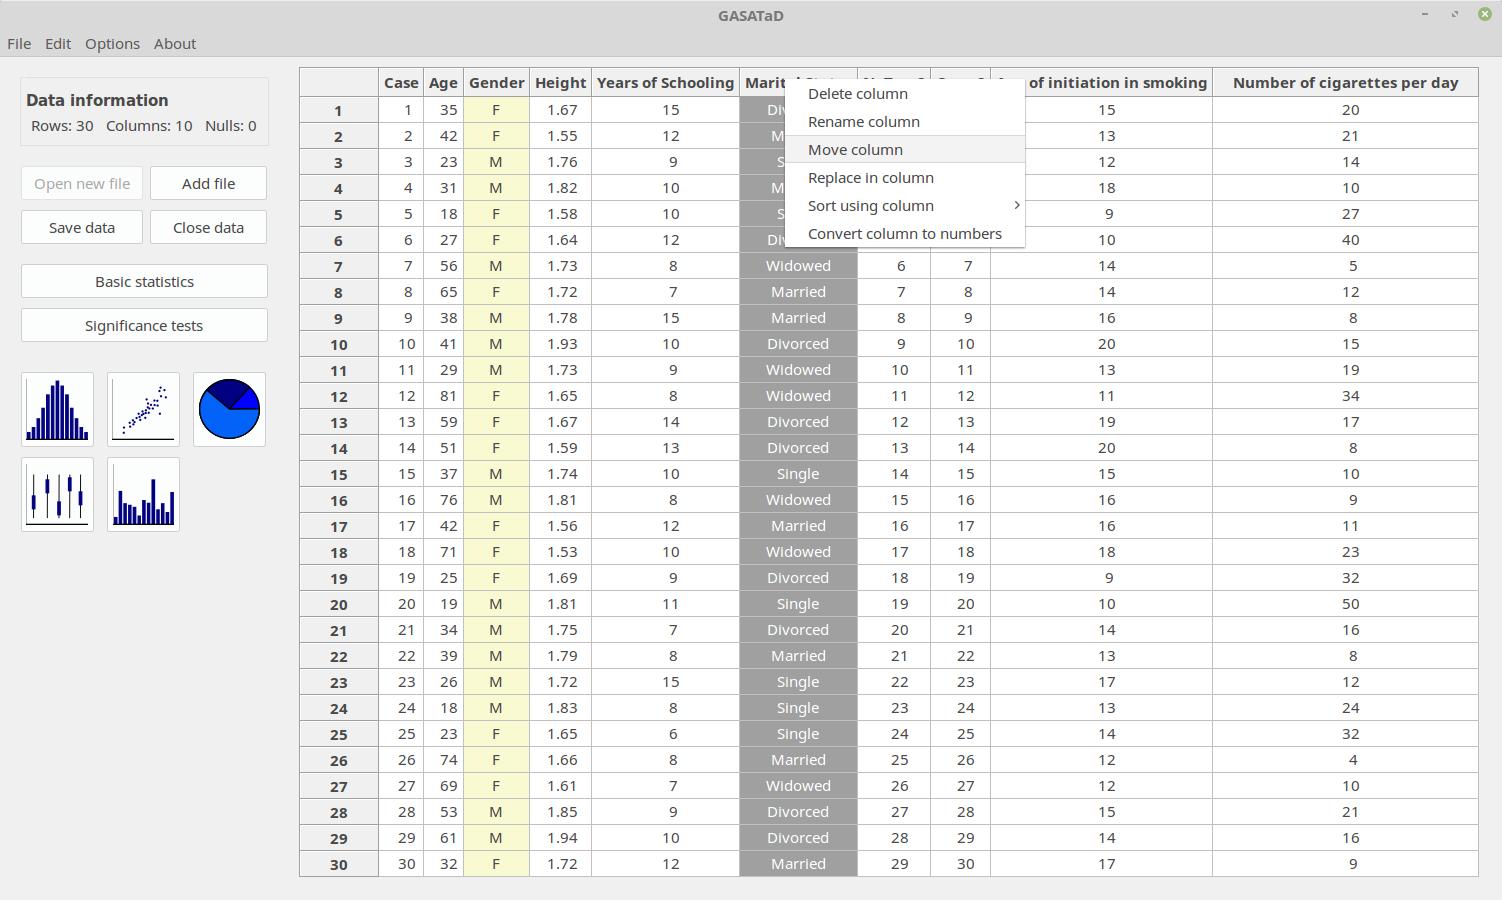 GASATaD
File Edit Options About
Data information
Rows: 30 Columns: 10 Nulls: 0
Open new file Add file
Save data Close data
Basic statistics
Significance tests
Case Age Gender Height Years of Schooling of initiation in smoking Number of cigarettes per day
Delete column
Rename column
Move column
Replace in column
Sort using column
Convert column to numbers
1 1 35 F 1.67 15 15 20
2 2 42 F 1.55 12 13 21
3 3 23 M 1.76 9 12 14
4 4 31 M 1.82 10 18 10
5 5 18 F 1.58 10 9 27
6 6 27 F 1.64 12 10 40
7 7 56 M 1.73 8 Widowed 6 7 14 5
8 8 65 F 1.72 7 Married 7 8 14 12
9 9 38 M 1.78 15 Married 8 9 16 8
10 10 41 M 1.93 10 Divorced 9 10 20 15
11 11 29 M 1.73 9 Widowed 10 11 13 19
12 12 81 F 1.65 8 Widowed 11 12 11 34
13 13 59 F 1.67 14 Divorced 12 13 19 17
14 14 51 F 1.59 13 Divorced 13 14 20 8
15 15 37 M 1.74 10 Single 14 15 15 10
16 16 76 M 1.81 8 Widowed 15 16 16 9
17 17 42 F 1.56 12 Married 16 17 16 11
18 18 71 F 1.53 10 Widowed 17 18 18 23
19 19 25 F 1.69 9 Divorced 18 19 9 32
20 20 19 M 1.81 11 Single 19 20 10 50
21 21 34 M 1.75 7 Divorced 20 21 14 16
22 22 39 M 1.79 8 Married 21 22 13 8
23 23 26 M 1.72 15 Single 22 23 17 12
24 24 18 M 1.83 8 Single 23 24 13 24
25 25 23 F 1.65 6 Single 24 25 14 32
26 26 74 F 1.66 8 Married 25 26 12 4
27 27 69 F 1.61 7 Widowed 26 27 12 10
28 28 53 M 1.85 9 Divorced 27 28 15 21
29 29 61 M 1.94 10 Divorced 28 29 14 16
30 30 32 F 1.72 12 Married 29 30 17 9